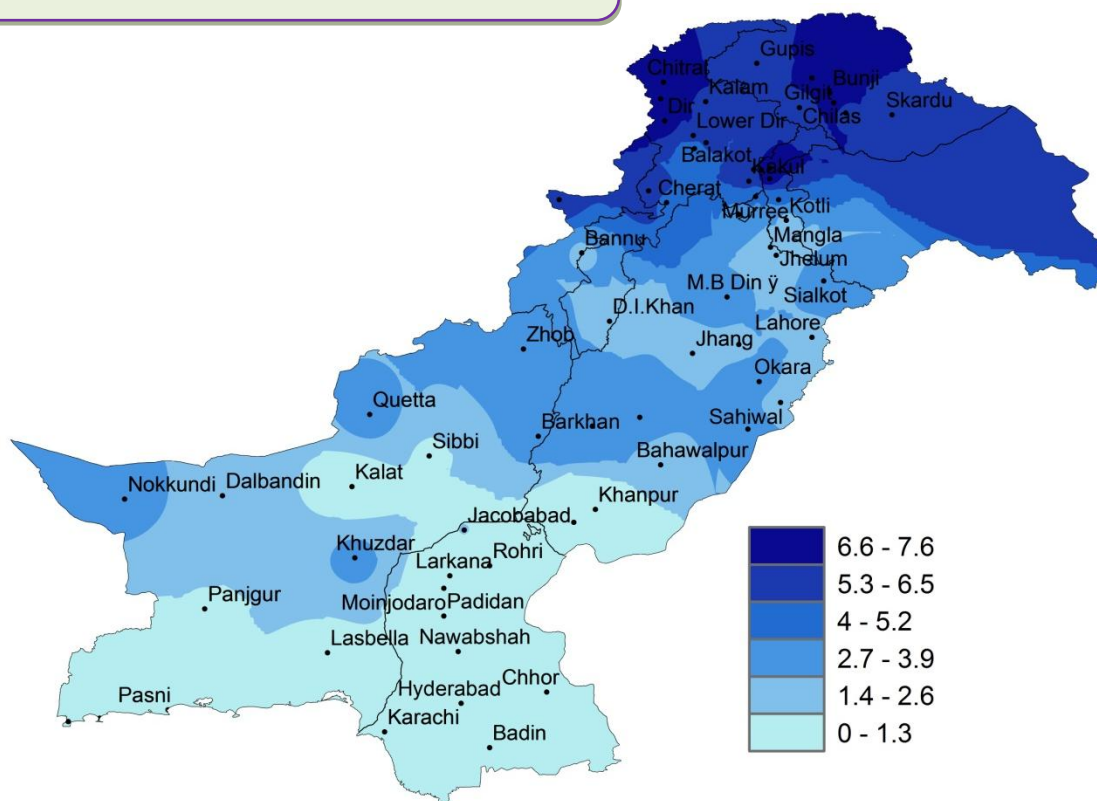 Gupis
Chitral
Bunji
Kalam
Gilgit
Skardu
Dir
Chilas
Lower Dir
Balakot
Kakul
Cherat
Kotli
Murree
Mangla
Bannu
Jhelum
M.B Din ÿ
Sialkot
D.I.Khan
Lahore
Zhob
Jhang
Okara
Quetta
Sahiwal
Barkhan
Sibbi
Bahawalpur
Kalat
Nokkundi
Dalbandin
Khanpur
Jacobabad
Khuzdar
Rohri
Larkana
Panjgur
Moinjodaro
Padidan
Lasbella
Nawabshah
Chhor
Pasni
Hyderabad
Karachi
Badin
6.6 - 7.6
5.3 - 6.5
4 - 5.2
2.7 - 3.9
1.4 - 2.6
0 - 1.3